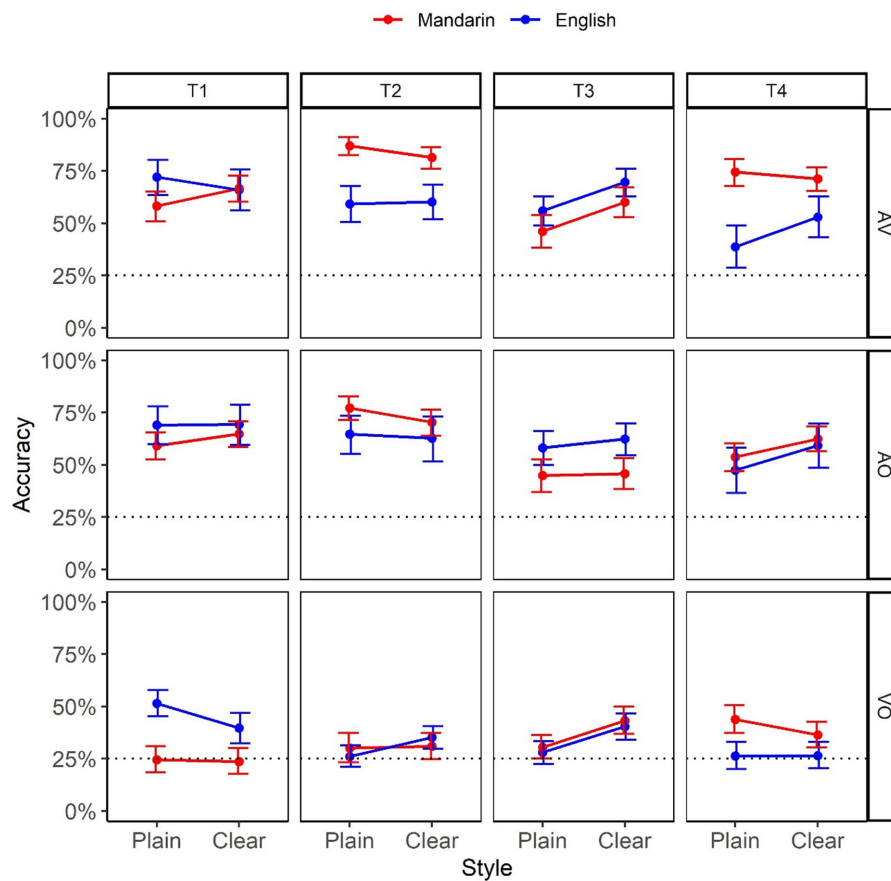 Mandarin English
T1 T2 T3 T4
100%
75%
50%
25%
0%
AV
100%
75%
50%
25%
0%
AO
100%
75%
50%
25%
0%
VO
Accuracy
Plain Clear Plain Clear Plain Clear Plain Clear
Style